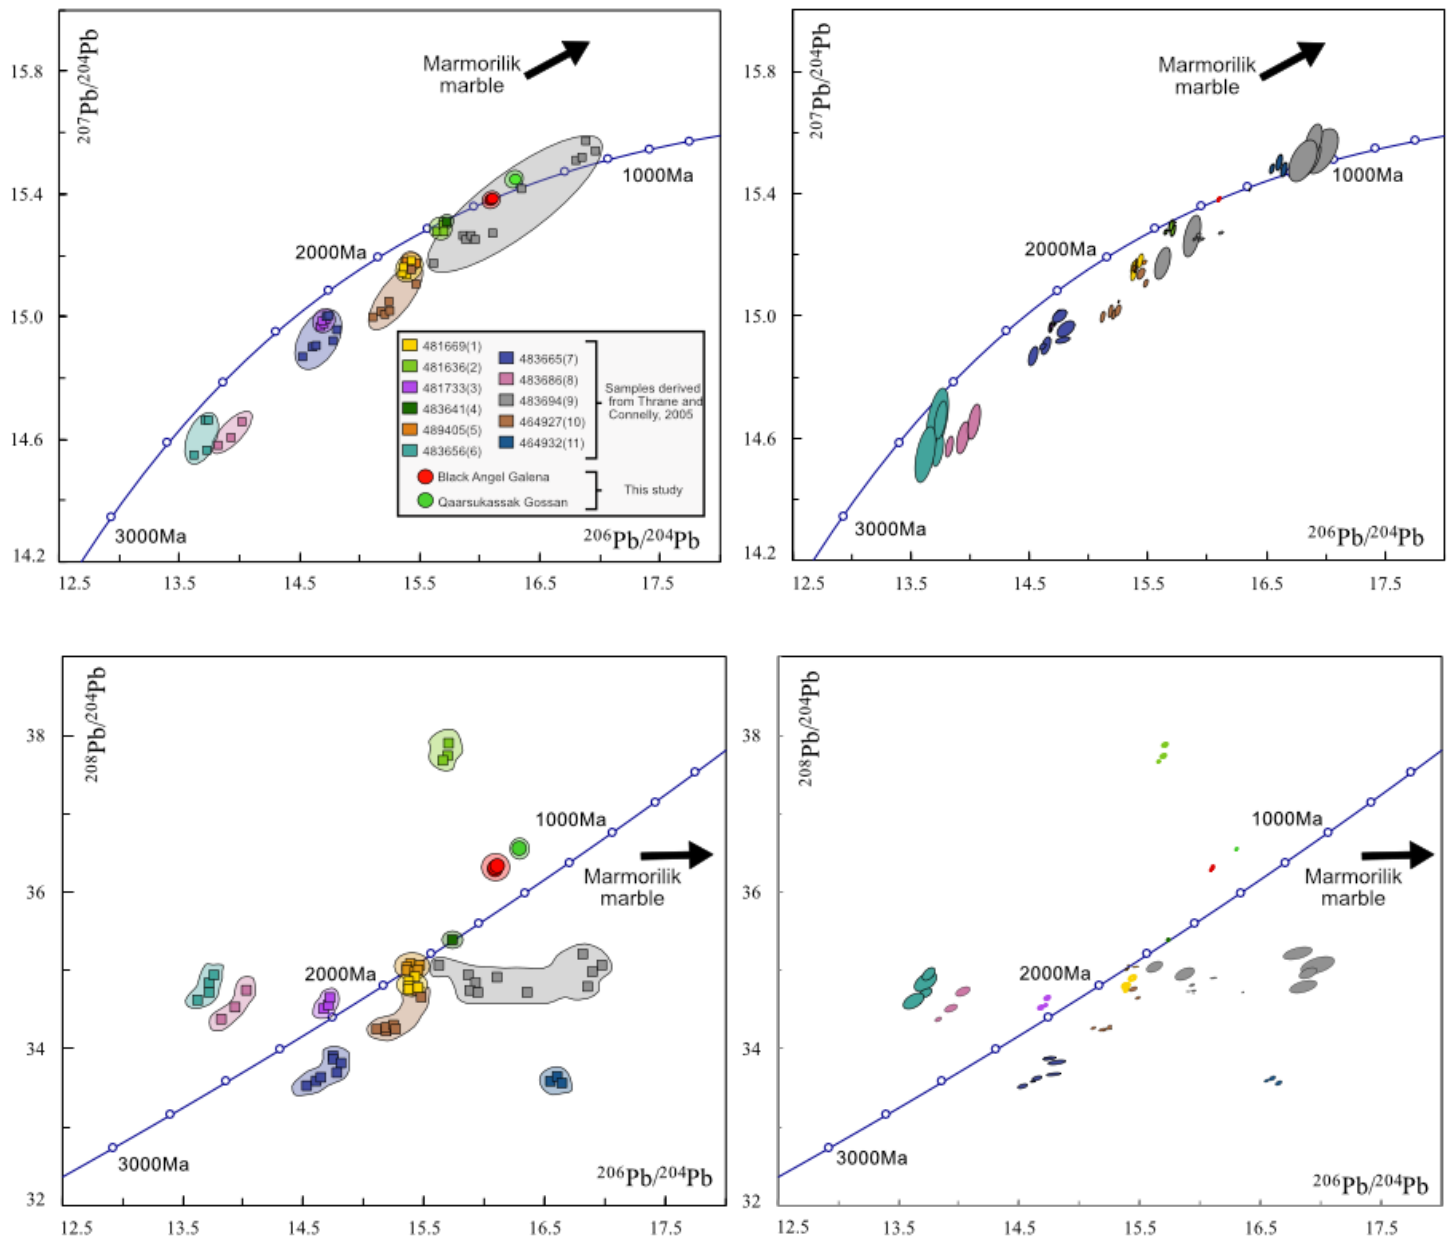 207Pb/204Pb
Marmorilik
marble
15.8
15.4
15.0
14.6
14.2
1000Ma
2000Ma
3000Ma
481669(1)
481636(2)
481733(3)
483641(4)
489405(5)
483656(6)
483665(7)
483686(8)
483694(9)
464927(10)
464932(11)
Samples derived
from Thrane and
Connelly, 2005
Black Angel Galena
Qaarsukassak Gossan
This study
206Pb/204Pb
12.5 13.5 14.5 15.5 16.5 17.5
207Pb/204Pb
Marmorilik
marble
15.8
15.4
15.0
14.6
14.2
1000Ma
2000Ma
3000Ma
206Pb/204Pb
12.5 13.5 14.5 15.5 16.5 17.5
208Pb/204Pb
38
36
34
32
1000Ma
Marmorilik
marble
2000Ma
3000Ma
206Pb/204Pb
12.5 13.5 14.5 15.5 16.5 17.5
208Pb/204Pb
38
36
34
32
1000Ma
Marmorilik
marble
2000Ma
3000Ma
206Pb/204Pb
12.5 13.5 14.5 15.5 16.5 17.5